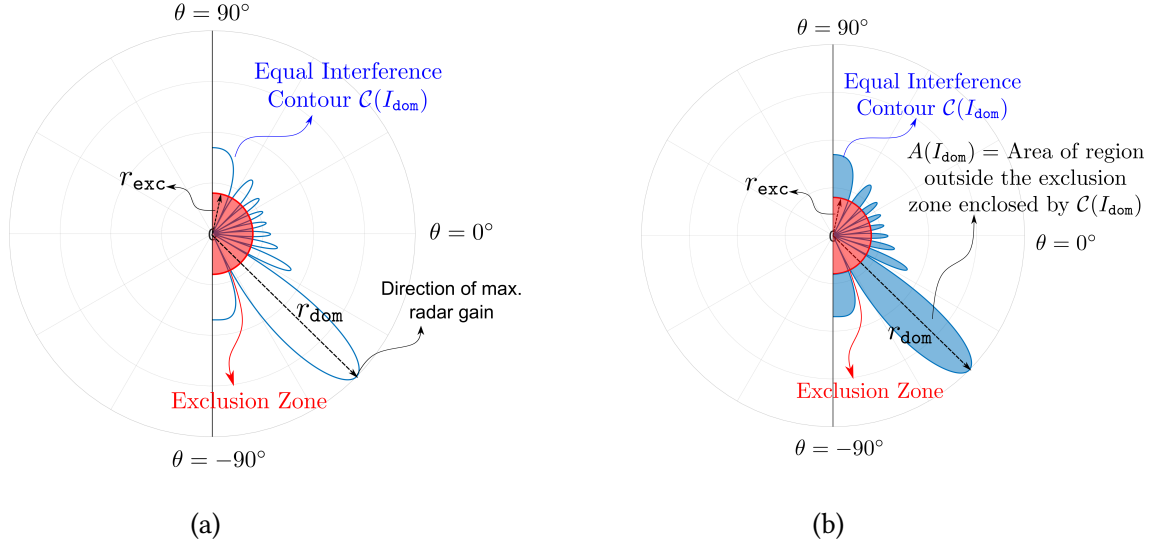 θ = 90°
Equal Interference
Contour C(I_dom)
r_exc
θ = 0°
Direction of max.
radar gain
r_dom
Exclusion Zone
θ = −90°
(a)
θ = 90°
Equal Interference
Contour C(I_dom)
A(I_dom) = Area of region
outside the exclusion
zone enclosed by C(I_dom)
r_exc
θ = 0°
r_dom
Exclusion Zone
θ = −90°
(b)